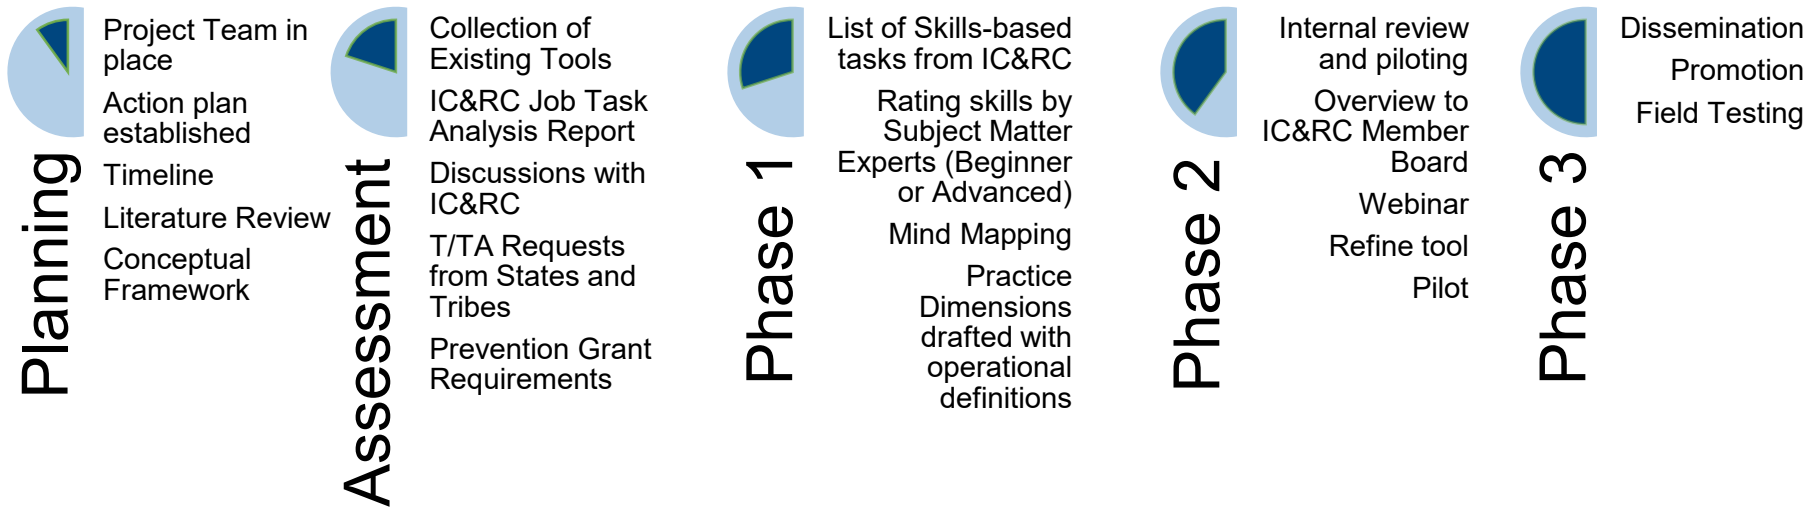 Planning
Project Team in
place
Action plan
established
Timeline
Literature Review
Conceptual
Framework
Assessment
Collection of
Existing Tools
IC&RC Job Task
Analysis Report
Discussions with
IC&RC
T/TA Requests
from States and
Tribes
Prevention Grant
Requirements
Phase 1
List of Skills-based
tasks from IC&RC
Rating skills by
Subject Matter
Experts (Beginner
or Advanced)
Mind Mapping
Practice
Dimensions
drafted with
operational
definitions
Phase 2
Internal review
and piloting
Overview to
IC&RC Member
Board
Webinar
Refine tool
Pilot
Phase 3
Dissemination
Promotion
Field Testing